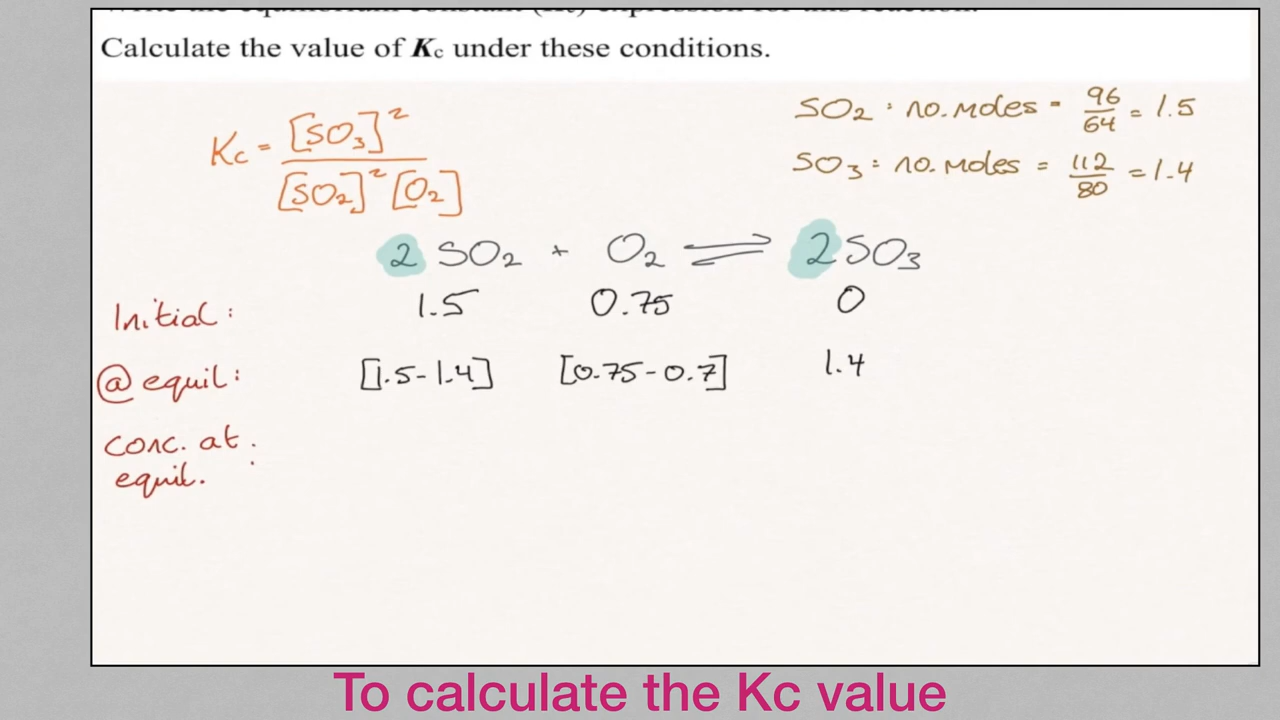 Calculate the value of Kc under these conditions.
Kc = [SO3]² / [SO2]² [O2]
SO2 : no. moles = 96/64 = 1.5
SO3 : no. moles = 112/80 = 1.4
2 SO2 + O2 ⇌ 2SO3
Initial : 1.5 0.75 0
@ equil : [1.5-1.4] [0.75-0.7] 1.4
conc. at :
equil.
To calculate the Kc value